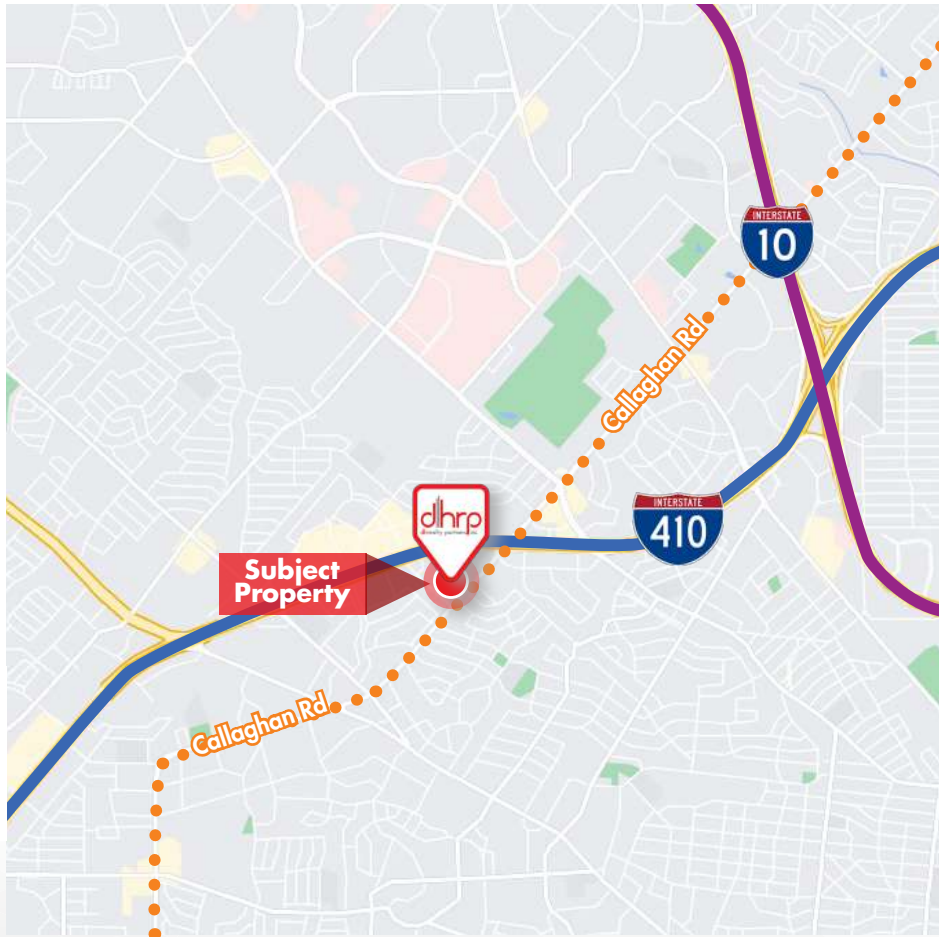 INTERSTATE
10
Callaghan Rd
INTERSTATE
410
dhrp
Subject
Property
Callaghan Rd